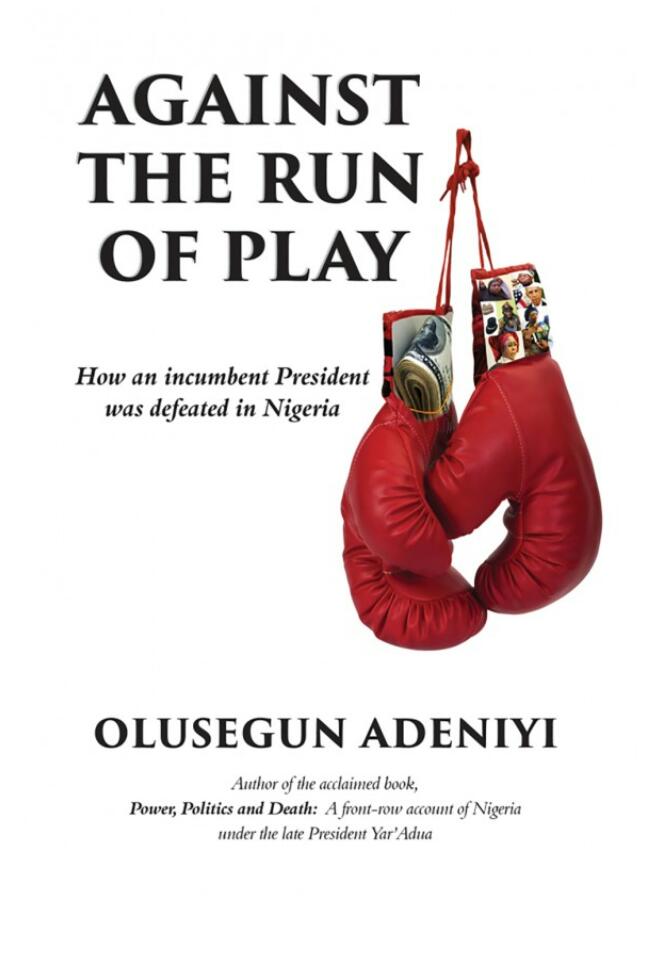 AGAINST
THE RUN
OF PLAY
How an incumbent President
was defeated in Nigeria
OLUSEGUN ADENIYI
Author of the acclaimed book,
Power, Politics and Death: A front-row account of Nigeria
under the late President Yar'Adua